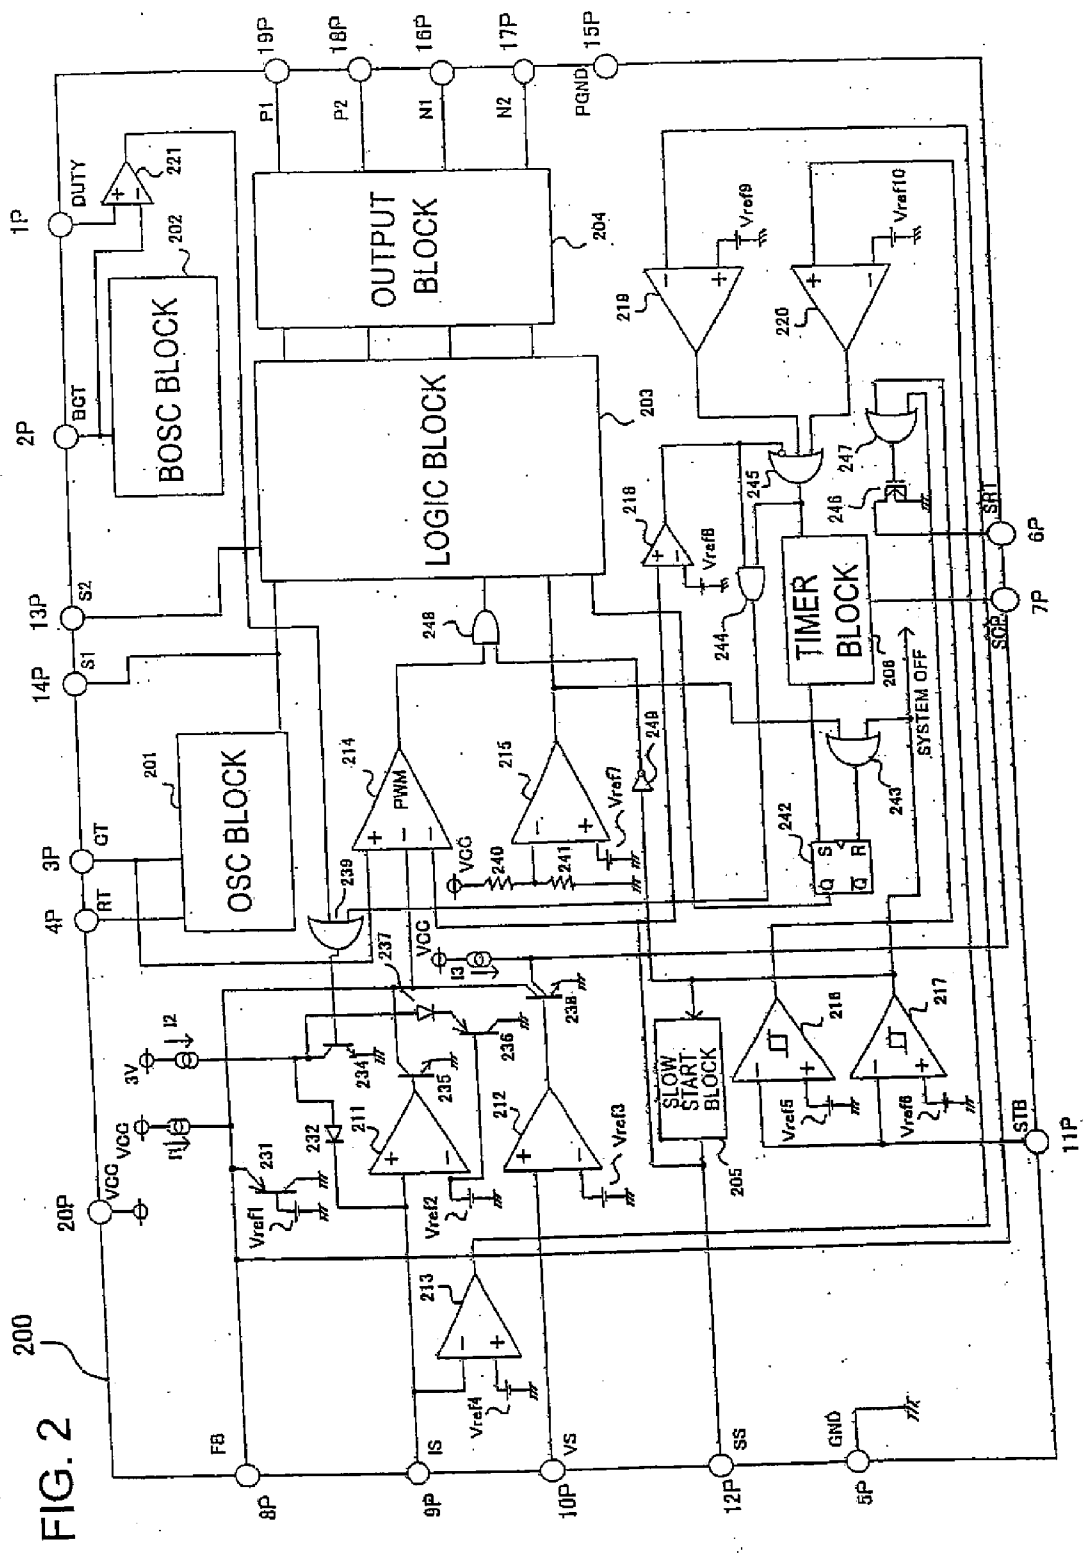 FIG. 2
200
20P
VCC
4P
RT
3P
CT
14P
S1
13P
S2
2P
BCT
1P
DUTY
VCC
I1
3V
I2
OSC BLOCK
201
BOSC BLOCK
202
221
231
Vref1
232
234
239
237
235
236
211
Vref2
8P
FB
9P
IS
10P
VS
12P
SS
5P
GND
213
Vref4
212
Vref3
VCC
I3
238
PWM
214
215
VCC
240
241
Vref7
248
249
LOGIC BLOCK
203
OUTPUT
BLOCK
204
P1
19P
P2
18P
N1
16P
N2
17P
PGND
15P
SLOW
START
BLOCK
205
216
Vref5
217
Vref6
STB
11P
242
S
R
Q
Q̅
243
SYSTEM OFF
TIMER
BLOCK
206
244
245
218
Vref8
219
Vref9
220
Vref10
246
247
SCP
7P
SRT
6P